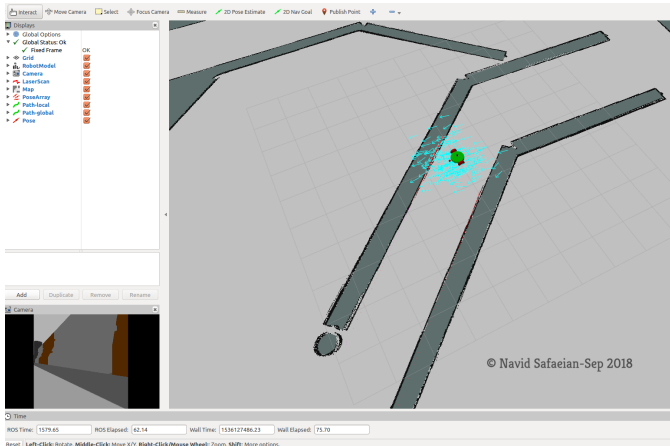 Interact Move Camera Select Focus Camera Measure 2D Pose Estimate 2D Nav Goal Publish Point
Displays
Global Options
Global Status: Ok
Fixed Frame OK
Grid
RobotModel
Camera
LaserScan
Map
PoseArray
Path-local
Path-global
Pose
Add Duplicate Remove Rename
Camera
© Navid Safaeian-Sep 2018
Time
ROS Time: 1579.65 ROS Elapsed: 62.14 Wall Time: 1536127486.23 Wall Elapsed: 75.70
Reset Left-Click: Rotate. Middle-Click: Move X/Y. Right-Click/Mouse Wheel: Zoom. Shift: More options.